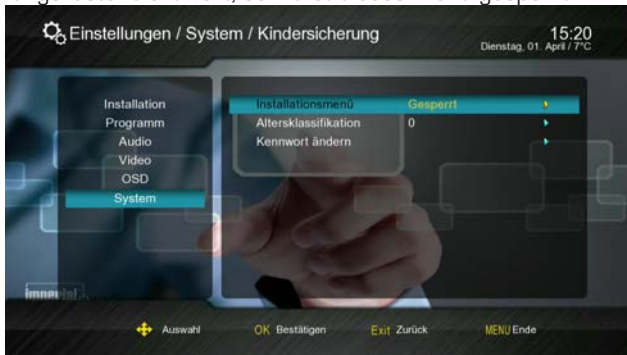 Einstellungen / System / Kindersicherung
15:20
Dienstag, 01. April / 7°C
Installation
Programm
Audio
Video
OSD
System
Installationsmenü Gesperrt
Altersklassifikation 0
Kennwort ändern
imperial
Auswahl OK Bestätigen Exit Zurück MENU Ende